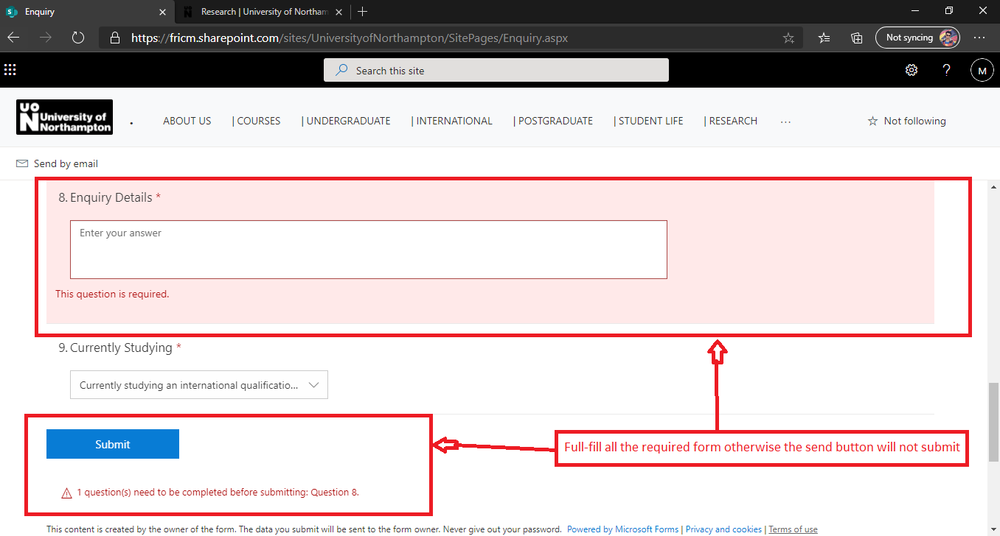 Enquiry
Research | University of Northam
https://fricm.sharepoint.com/sites/UniversityofNorthampton/SitePages/Enquiry.aspx
Not syncing
Search this site
?
M
UO
N University of
Northampton
.
ABOUT US | COURSES | UNDERGRADUATE | INTERNATIONAL | POSTGRADUATE | STUDENT LIFE | RESEARCH ...
Not following
Send by email
8. Enquiry Details *
Enter your answer
This question is required.
9. Currently Studying *
Currently studying an international qualificatio...
Submit
Full-fill all the required form otherwise the send button will not submit
1 question(s) need to be completed before submitting: Question 8.
This content is created by the owner of the form. The data you submit will be sent to the form owner. Never give out your password. Powered by Microsoft Forms | Privacy and cookies | Terms of use